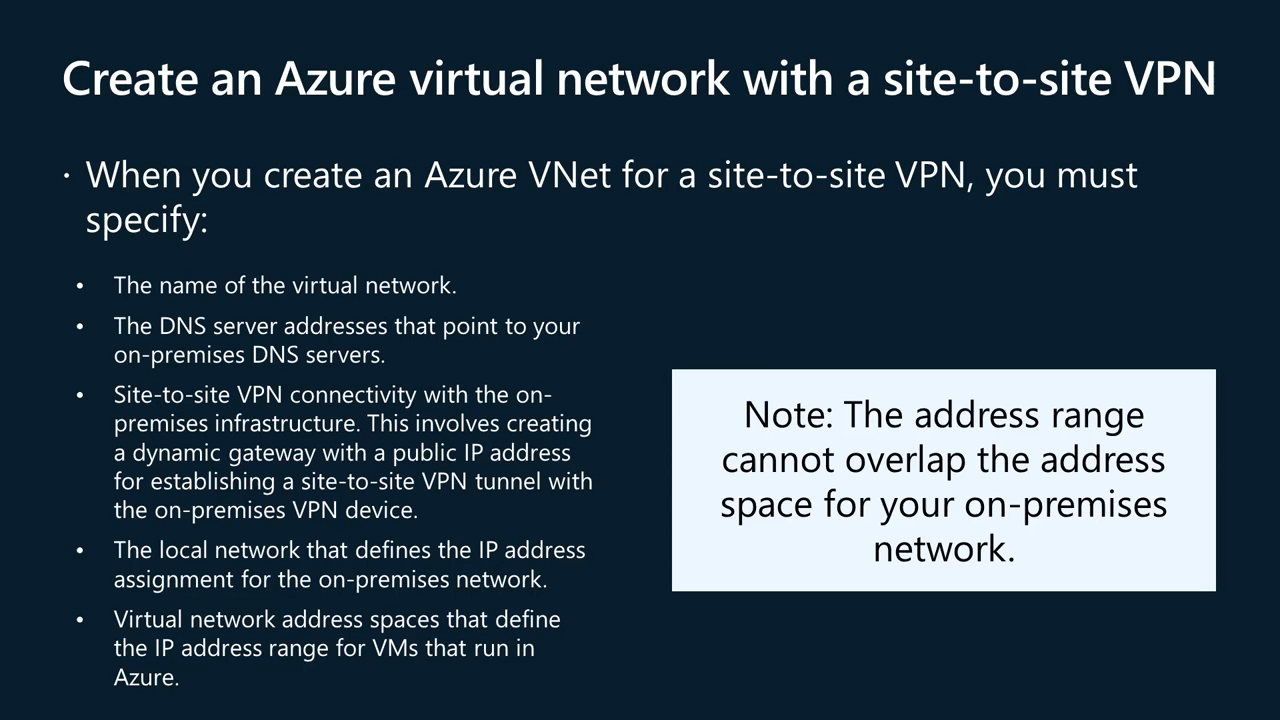 Create an Azure virtual network with a site-to-site VPN
· When you create an Azure VNet for a site-to-site VPN, you must
specify:
• The name of the virtual network.
• The DNS server addresses that point to your
on-premises DNS servers.
• Site-to-site VPN connectivity with the on-
premises infrastructure. This involves creating
a dynamic gateway with a public IP address
for establishing a site-to-site VPN tunnel with
the on-premises VPN device.
• The local network that defines the IP address
assignment for the on-premises network.
• Virtual network address spaces that define
the IP address range for VMs that run in
Azure.
Note: The address range
cannot overlap the address
space for your on-premises
network.